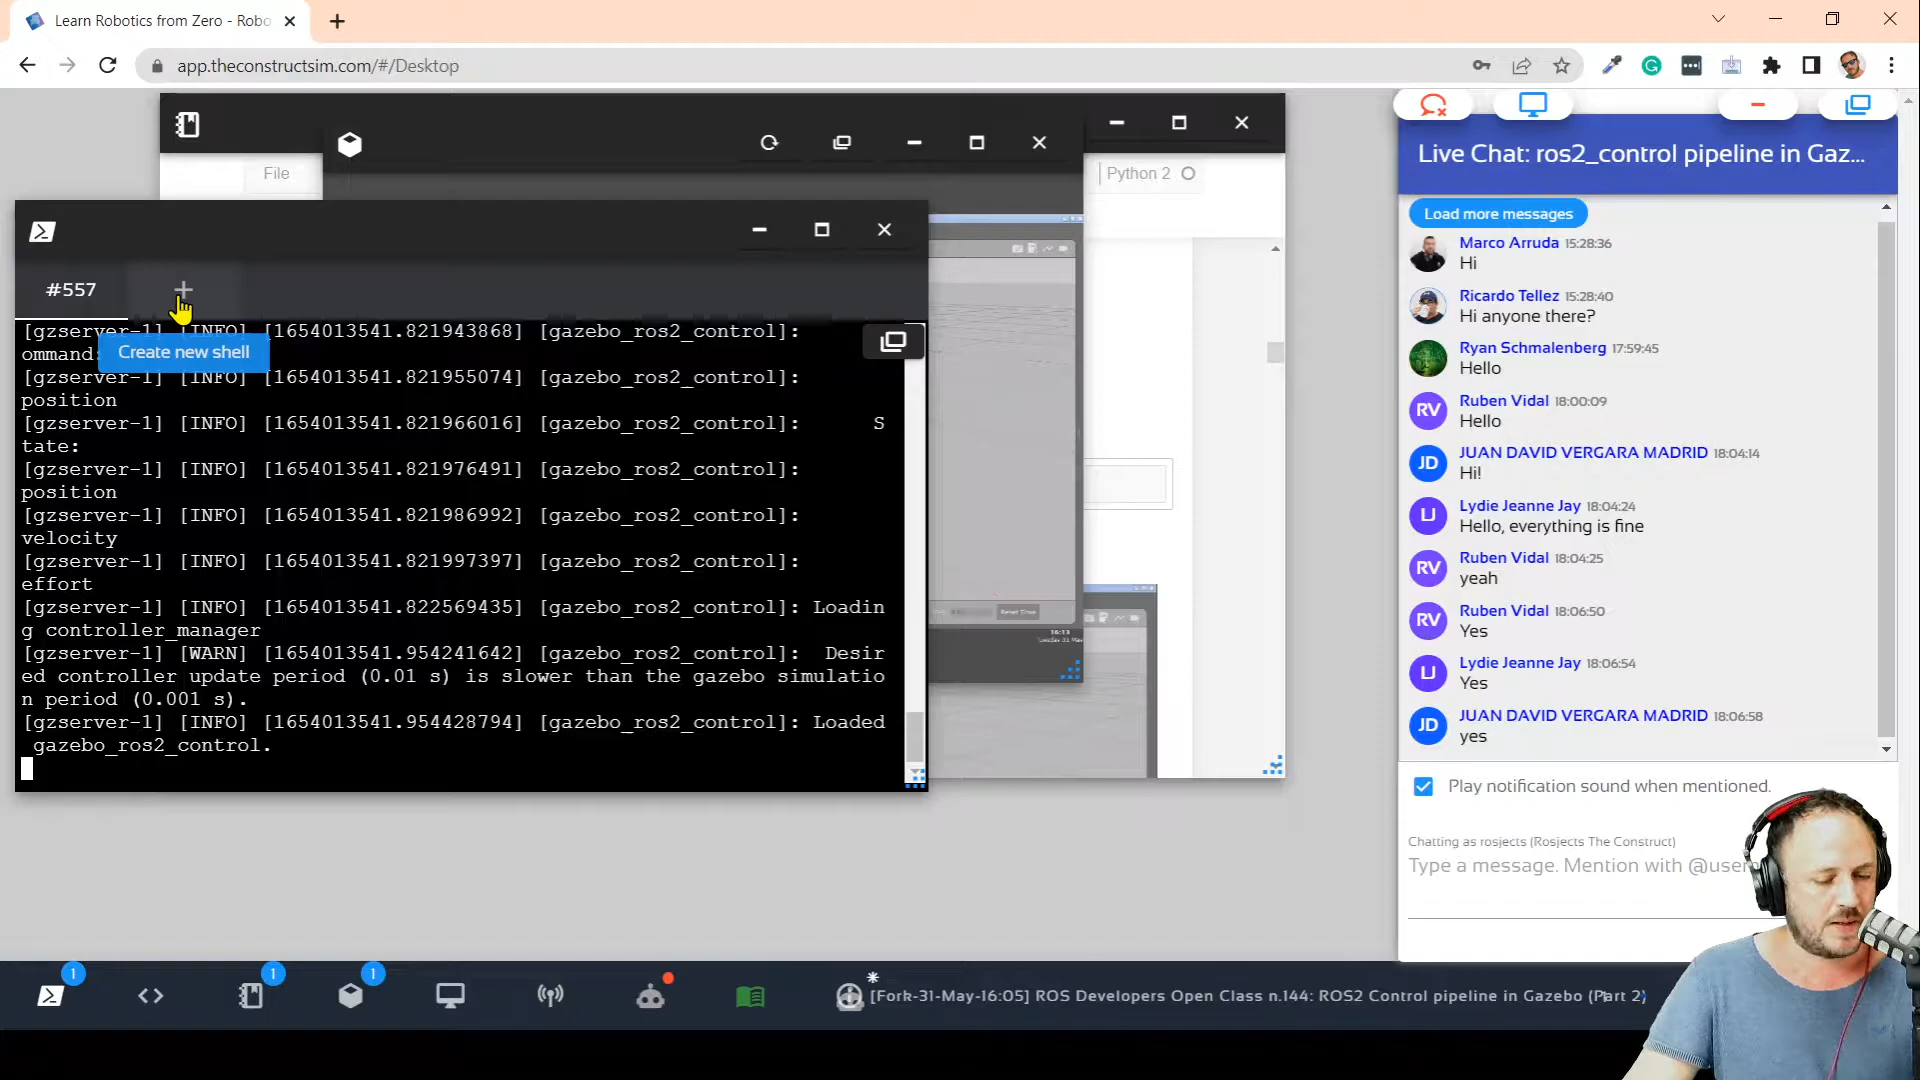 Learn Robotics from Zero - Robo
app.theconstructsim.com/#/Desktop
File
Python 2
#557
+
Create new shell
[gzserver-1] [INFO] [1654013541.821943868] [gazebo_ros2_control]:
ommand:
[gzserver-1] [INFO] [1654013541.821955074] [gazebo_ros2_control]:
position
[gzserver-1] [INFO] [1654013541.821966016] [gazebo_ros2_control]: S
tate:
[gzserver-1] [INFO] [1654013541.821976491] [gazebo_ros2_control]:
position
[gzserver-1] [INFO] [1654013541.821986992] [gazebo_ros2_control]:
velocity
[gzserver-1] [INFO] [1654013541.821997397] [gazebo_ros2_control]:
effort
[gzserver-1] [INFO] [1654013541.822569435] [gazebo_ros2_control]: Loadin
g controller_manager
[gzserver-1] [WARN] [1654013541.954241642] [gazebo_ros2_control]: Desir
ed controller update period (0.01 s) is slower than the gazebo simulatio
n period (0.001 s).
[gzserver-1] [INFO] [1654013541.954428794] [gazebo_ros2_control]: Loaded
gazebo_ros2_control.
Reset Time
16:13
Tuesday 31 May
Live Chat: ros2_control pipeline in Gaz...
Load more messages
Marco Arruda 15:28:36
Hi
Ricardo Tellez 15:28:40
Hi anyone there?
Ryan Schmalenberg 17:59:45
Hello
RV
Ruben Vidal 18:00:09
Hello
JD
JUAN DAVID VERGARA MADRID 18:04:14
Hi!
LJ
Lydie Jeanne Jay 18:04:24
Hello, everything is fine
RV
Ruben Vidal 18:04:25
yeah
RV
Ruben Vidal 18:06:50
Yes
LJ
Lydie Jeanne Jay 18:06:54
Yes
JD
JUAN DAVID VERGARA MADRID 18:06:58
yes
Play notification sound when mentioned.
Chatting as rosjects (Rosjects The Construct)
Type a message. Mention with @usern
1
1
1
[Fork-31-May-16:05] ROS Developers Open Class n.144: ROS2 Control pipeline in Gazebo (Part 2)